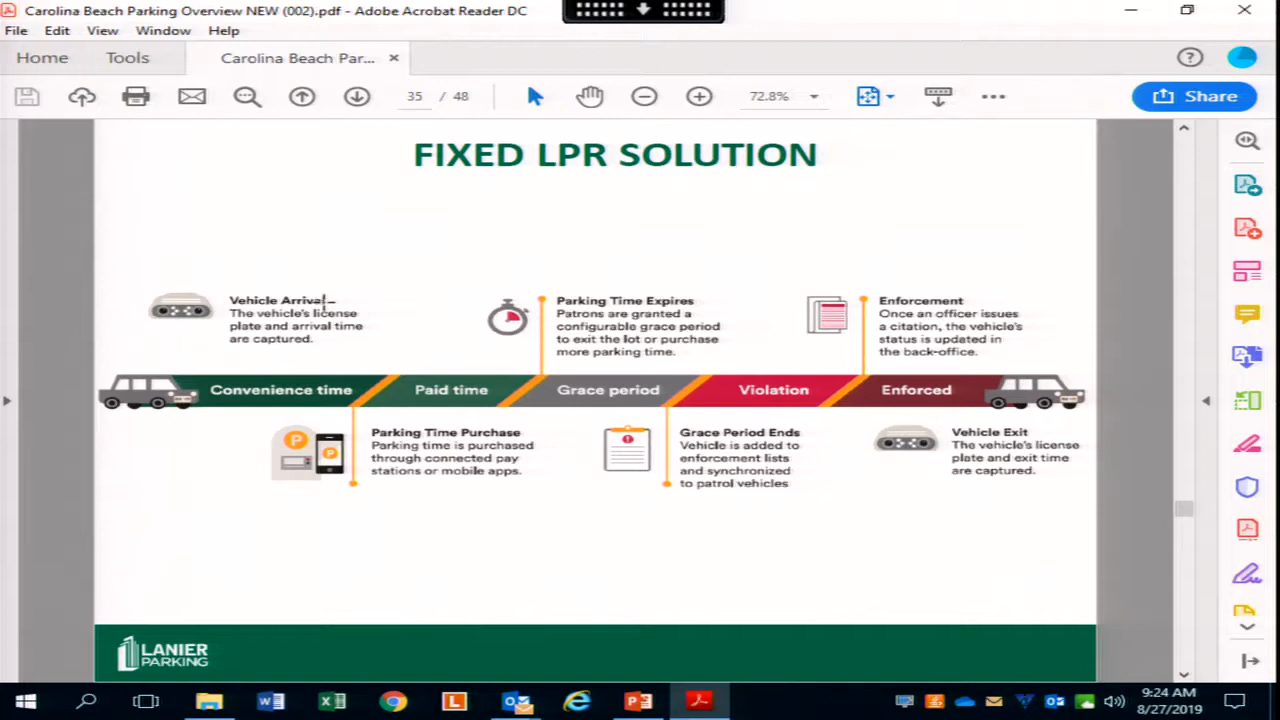 Carolina Beach Parking Overview NEW (002).pdf - Adobe Acrobat Reader DC
File Edit View Window Help
Home Tools Carolina Beach Par... ×
35 / 48 72.8% Share
FIXED LPR SOLUTION
Vehicle Arrival–
The vehicle's license
plate and arrival time
are captured.
Parking Time Expires
Patrons are granted a
configurable grace period
to exit the lot or purchase
more parking time.
Enforcement
Once an officer issues
a citation, the vehicle's
status is updated in
the back-office.
Convenience time Paid time Grace period Violation Enforced
P
P
Parking Time Purchase
Parking time is purchased
through connected pay
stations or mobile apps.
Grace Period Ends
Vehicle is added to
enforcement lists
and synchronized
to patrol vehicles
Vehicle Exit
The vehicle's license
plate and exit time
are captured.
LANIER
PARKING
9:24 AM
8/27/2019